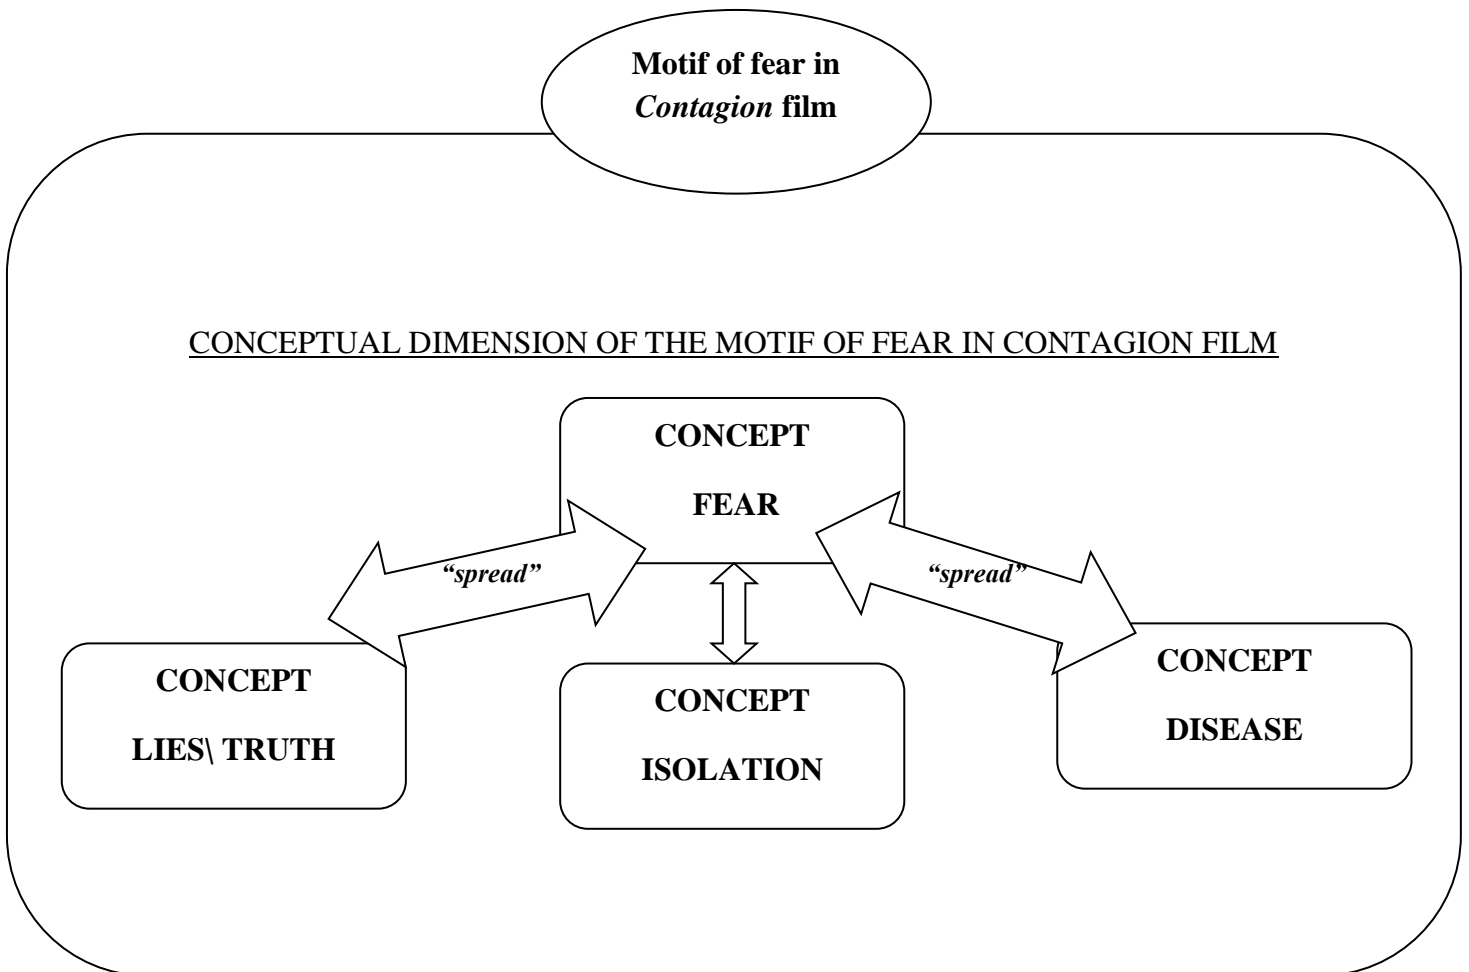 Motif of fear in
Contagion film
CONCEPTUAL DIMENSION OF THE MOTIF OF FEAR IN CONTAGION FILM
CONCEPT
FEAR
“spread”
“spread”
CONCEPT
LIES\ TRUTH
CONCEPT
ISOLATION
CONCEPT
DISEASE